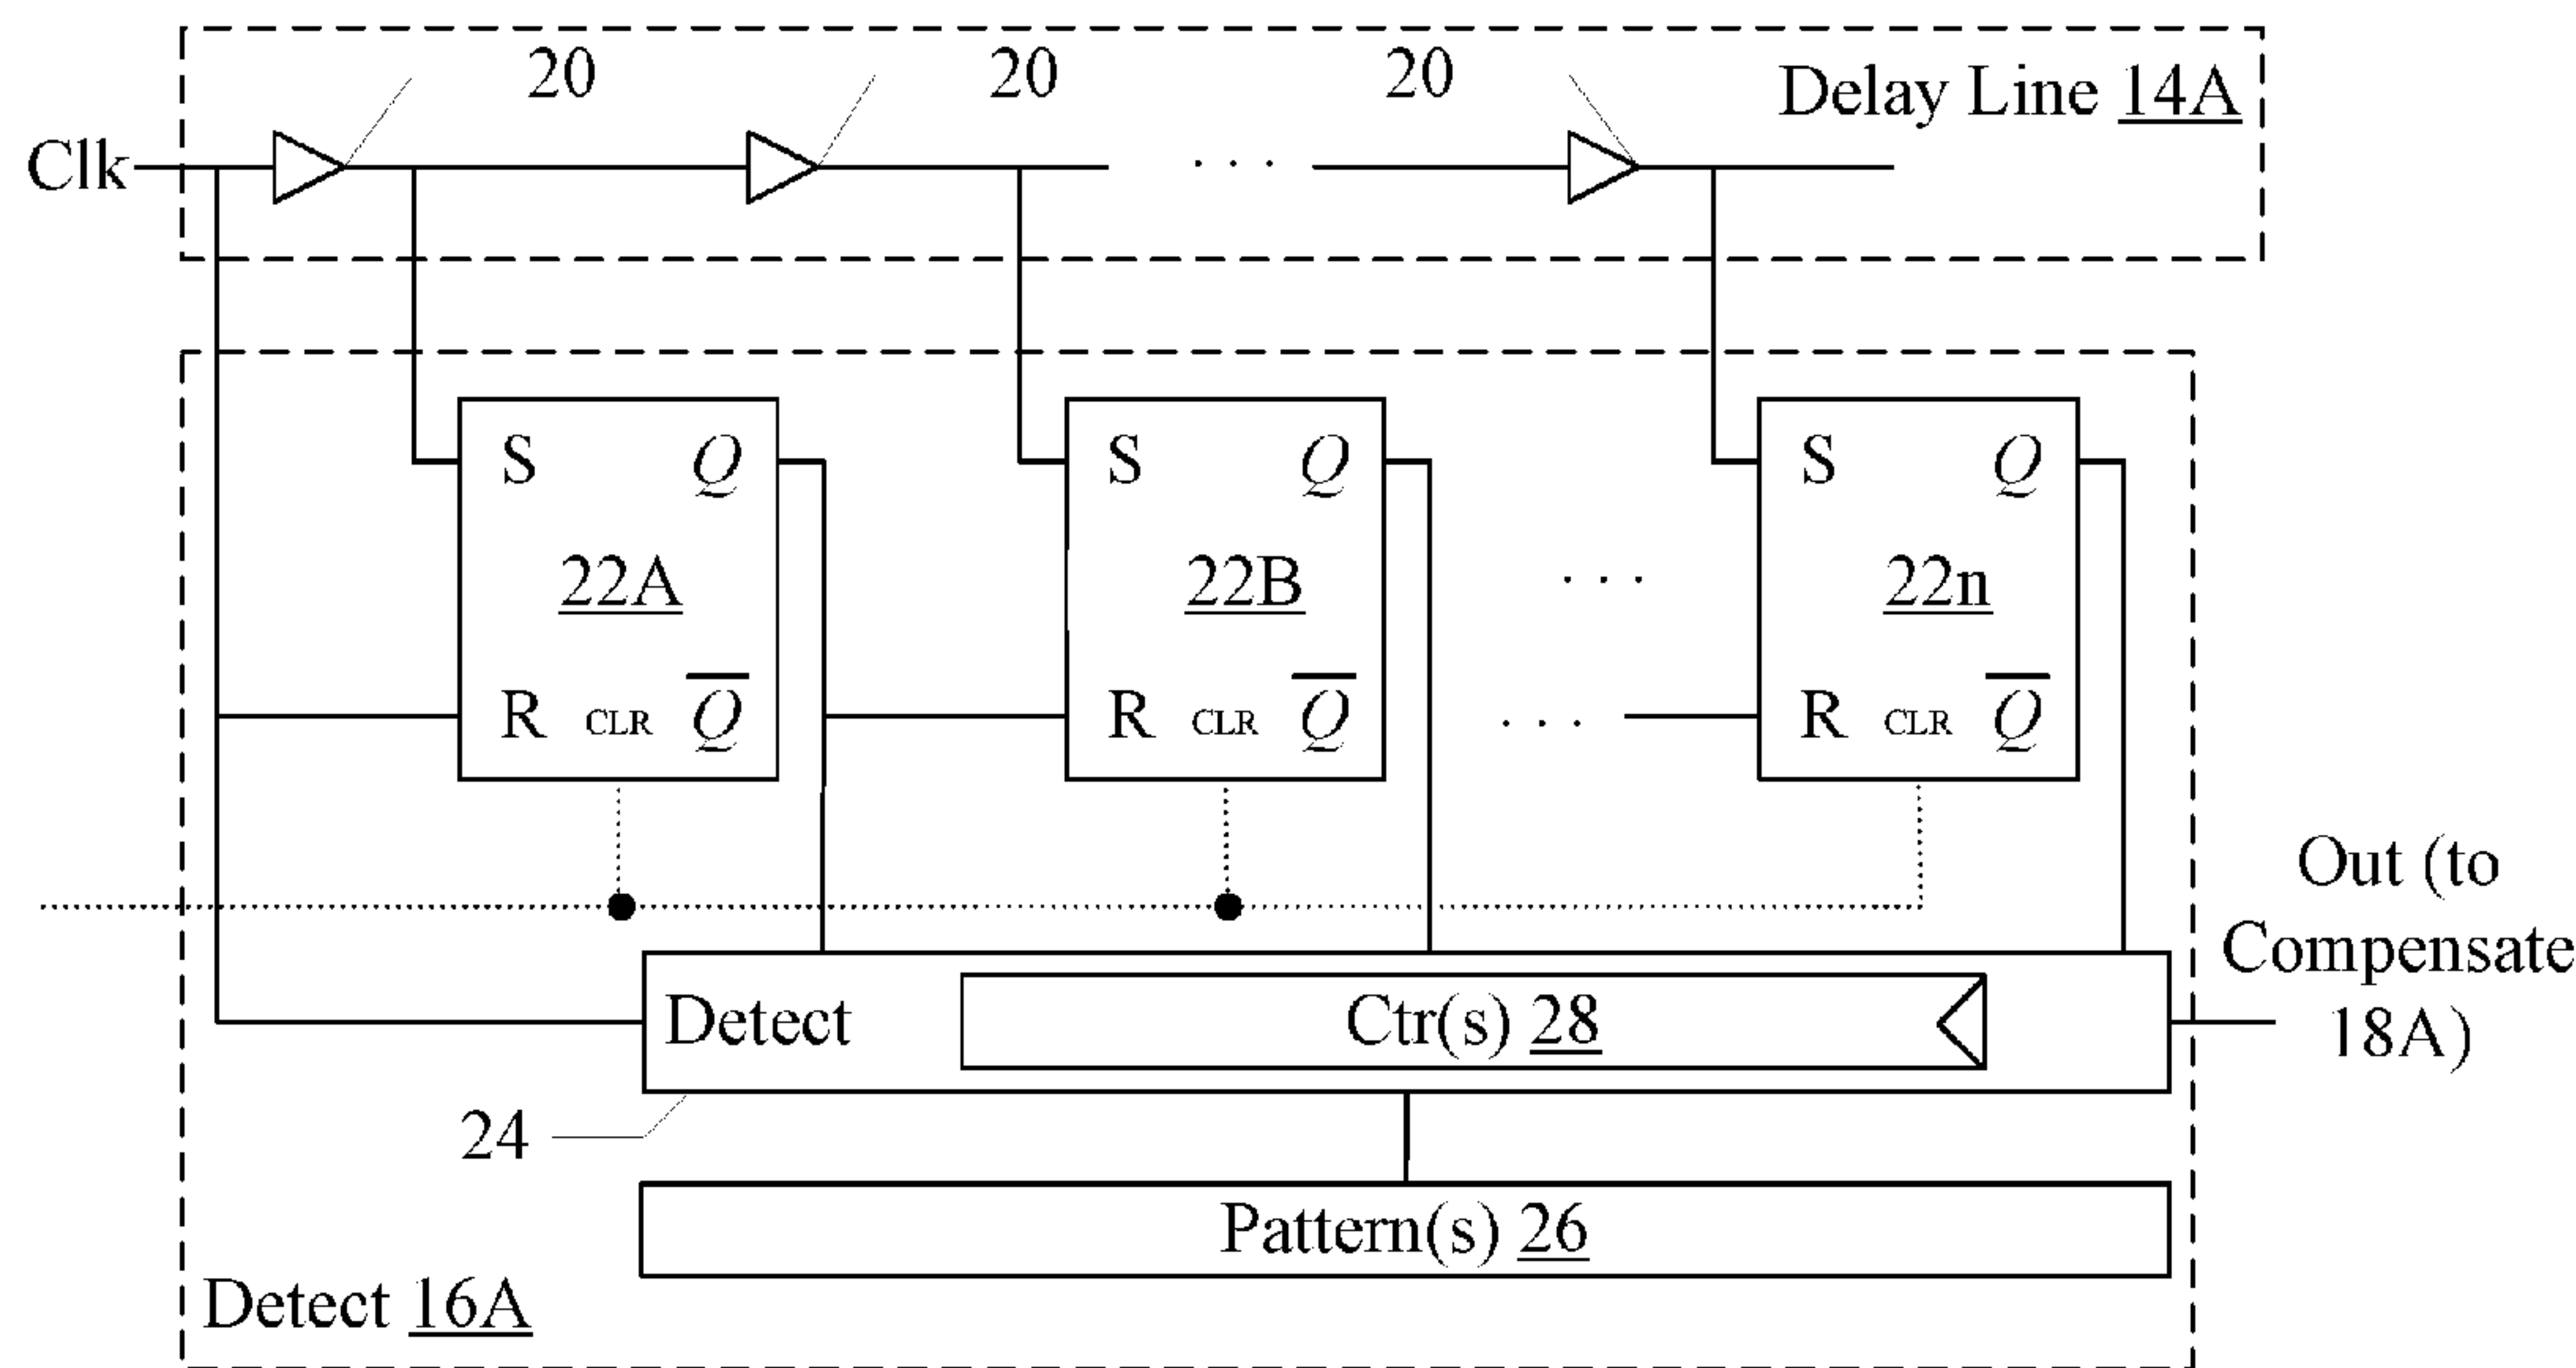 20 20 20
Delay Line 14A
Clk
S Q S Q S Q
22A 22B ... 22n
R CLR Q̅ R CLR Q̅ ... R CLR Q̅
Out (to
Compensate
18A)
Detect Ctr(s) 28
24
Pattern(s) 26
Detect 16A